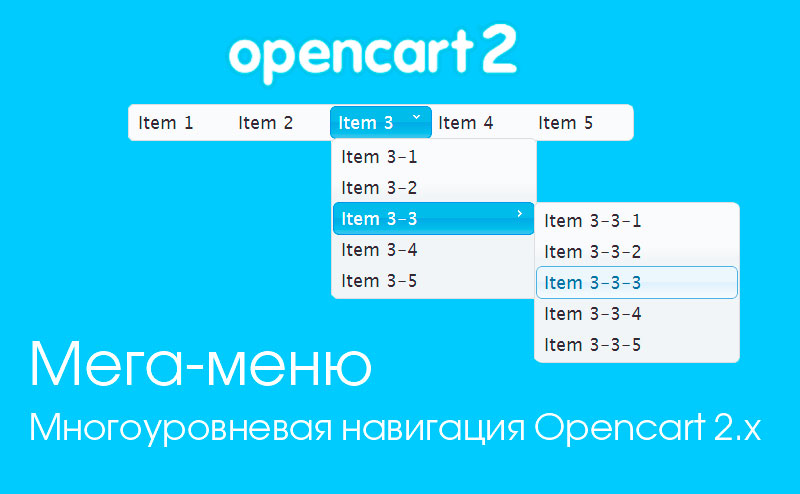 opencart 2
Item 1 Item 2 Item 3 Item 4 Item 5
Item 3-1
Item 3-2
Item 3-3
Item 3-4
Item 3-5
Item 3-3-1
Item 3-3-2
Item 3-3-3
Item 3-3-4
Item 3-3-5
Мега-меню
Многоуровневая навигация Opencart 2.x